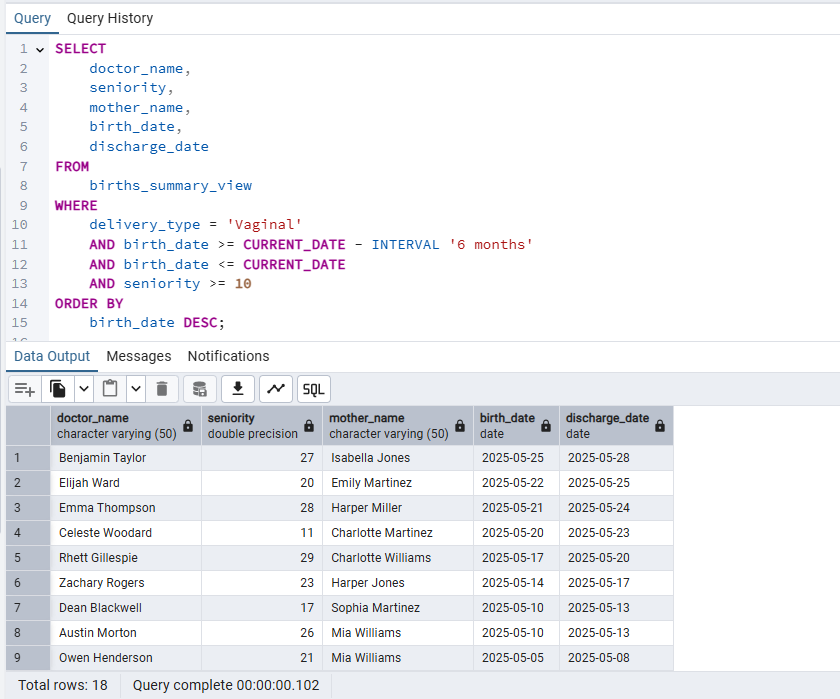 Query Query History
1 SELECT
2 doctor_name,
3 seniority,
4 mother_name,
5 birth_date,
6 discharge_date
7 FROM
8 births_summary_view
9 WHERE
10 delivery_type = 'Vaginal'
11 AND birth_date >= CURRENT_DATE - INTERVAL '6 months'
12 AND birth_date <= CURRENT_DATE
13 AND seniority >= 10
14 ORDER BY
15 birth_date DESC;
Data Output Messages Notifications
SQL
doctor_name seniority mother_name birth_date discharge_date
character varying (50) double precision character varying (50) date date
1 Benjamin Taylor 27 Isabella Jones 2025-05-25 2025-05-28
2 Elijah Ward 20 Emily Martinez 2025-05-22 2025-05-25
3 Emma Thompson 28 Harper Miller 2025-05-21 2025-05-24
4 Celeste Woodard 11 Charlotte Martinez 2025-05-20 2025-05-23
5 Rhett Gillespie 29 Charlotte Williams 2025-05-17 2025-05-20
6 Zachary Rogers 23 Harper Jones 2025-05-14 2025-05-17
7 Dean Blackwell 17 Sophia Martinez 2025-05-10 2025-05-13
8 Austin Morton 26 Mia Williams 2025-05-10 2025-05-13
9 Owen Henderson 21 Mia Williams 2025-05-05 2025-05-08
Total rows: 18 Query complete 00:00:00.102